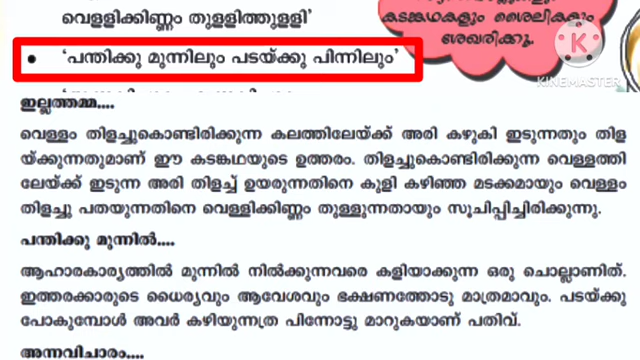 വെള്ളിക്കിണ്ണം തുള്ളിത്തുള്ളി’
കടങ്കഥകളും ശൈലികളും
ശേഖരിക്കൂ.
• ‘പന്തിക്കു മുന്നിലും പടയ്ക്കു പിന്നിലും’
KINEMASTER
ഇല്ലത്തമ്മ....
വെള്ളം തിളച്ചുകൊണ്ടിരിക്കുന്ന കലത്തിലേയ്ക്ക് അരി കഴുകി ഇടുന്നതും തിള
യ്ക്കുന്നതുമാണ് ഈ കടങ്കഥയുടെ ഉത്തരം. തിളച്ചുകൊണ്ടിരിക്കുന്ന വെള്ളത്തി
ലേയ്ക്ക് ഇടുന്ന അരി തിളച്ച് ഉയരുന്നതിനെ കുളി കഴിഞ്ഞ മടക്കമായും വെള്ളം
തിളച്ചു പതയുന്നതിനെ വെള്ളിക്കിണ്ണം തുള്ളുന്നതായും സൂചിപ്പിച്ചിരിക്കുന്നു.
പന്തിക്കു മുന്നിൽ....
ആഹാരകാര്യത്തിൽ മുന്നിൽ നിൽക്കുന്നവരെ കളിയാക്കുന്ന ഒരു ചൊല്ലാണിത്.
ഇത്തരക്കാരുടെ ധൈര്യവും ആവേശവും ഭക്ഷണത്തോടു മാത്രമാവും. പടയ്ക്കു
പോകുമ്പോൾ അവർ കഴിയുന്നത്ര പിന്നോട്ടു മാറുകയാണ് പതിവ്.
അന്നവിചാരം....